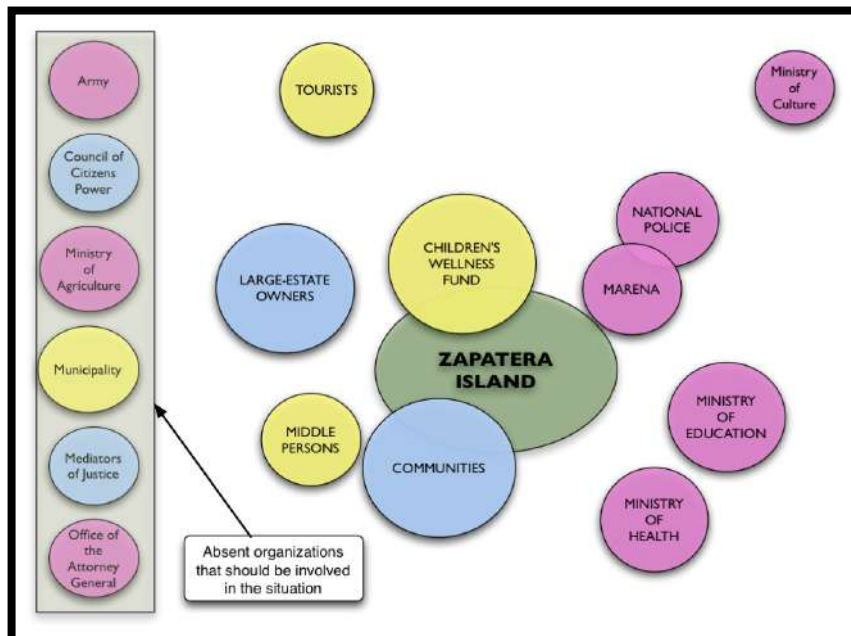 Army
Council of
Citizens
Power
Ministry
of
Agriculture
Municipality
Mediators
of Justice
Office of
the
Attorney
General
TOURISTS
Ministry
of
Culture
NATIONAL
POLICE
CHILDREN'S
WELLNESS
FUND
LARGE-ESTATE
OWNERS
MARENA
ZAPATERA
ISLAND
MINISTRY
OF
EDUCATION
MIDDLE
PERSONS
COMMUNITIES
MINISTRY
OF
HEALTH
Absent organizations
that should be involved
in the situation